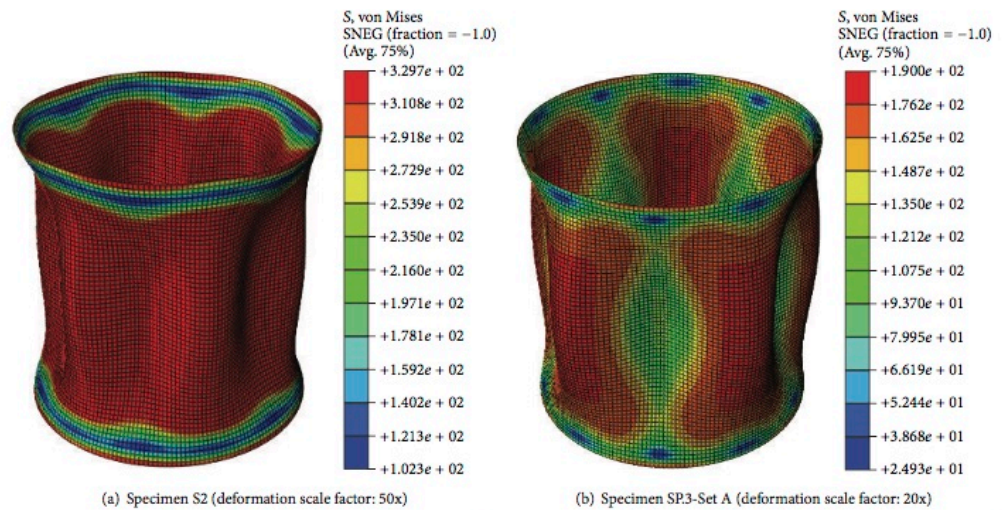 S, von Mises
SNEG (fraction = −1.0)
(Avg. 75%)
+3.297e + 02
+3.108e + 02
+2.918e + 02
+2.729e + 02
+2.539e + 02
+2.350e + 02
+2.160e + 02
+1.971e + 02
+1.781e + 02
+1.592e + 02
+1.402e + 02
+1.213e + 02
+1.023e + 02
(a) Specimen S2 (deformation scale factor: 50x)
S, von Mises
SNEG (fraction = −1.0)
(Avg. 75%)
+1.900e + 02
+1.762e + 02
+1.625e + 02
+1.487e + 02
+1.350e + 02
+1.212e + 02
+1.075e + 02
+9.370e + 01
+7.995e + 01
+6.619e + 01
+5.244e + 01
+3.868e + 01
+2.493e + 01
(b) Specimen SP.3-Set A (deformation scale factor: 20x)